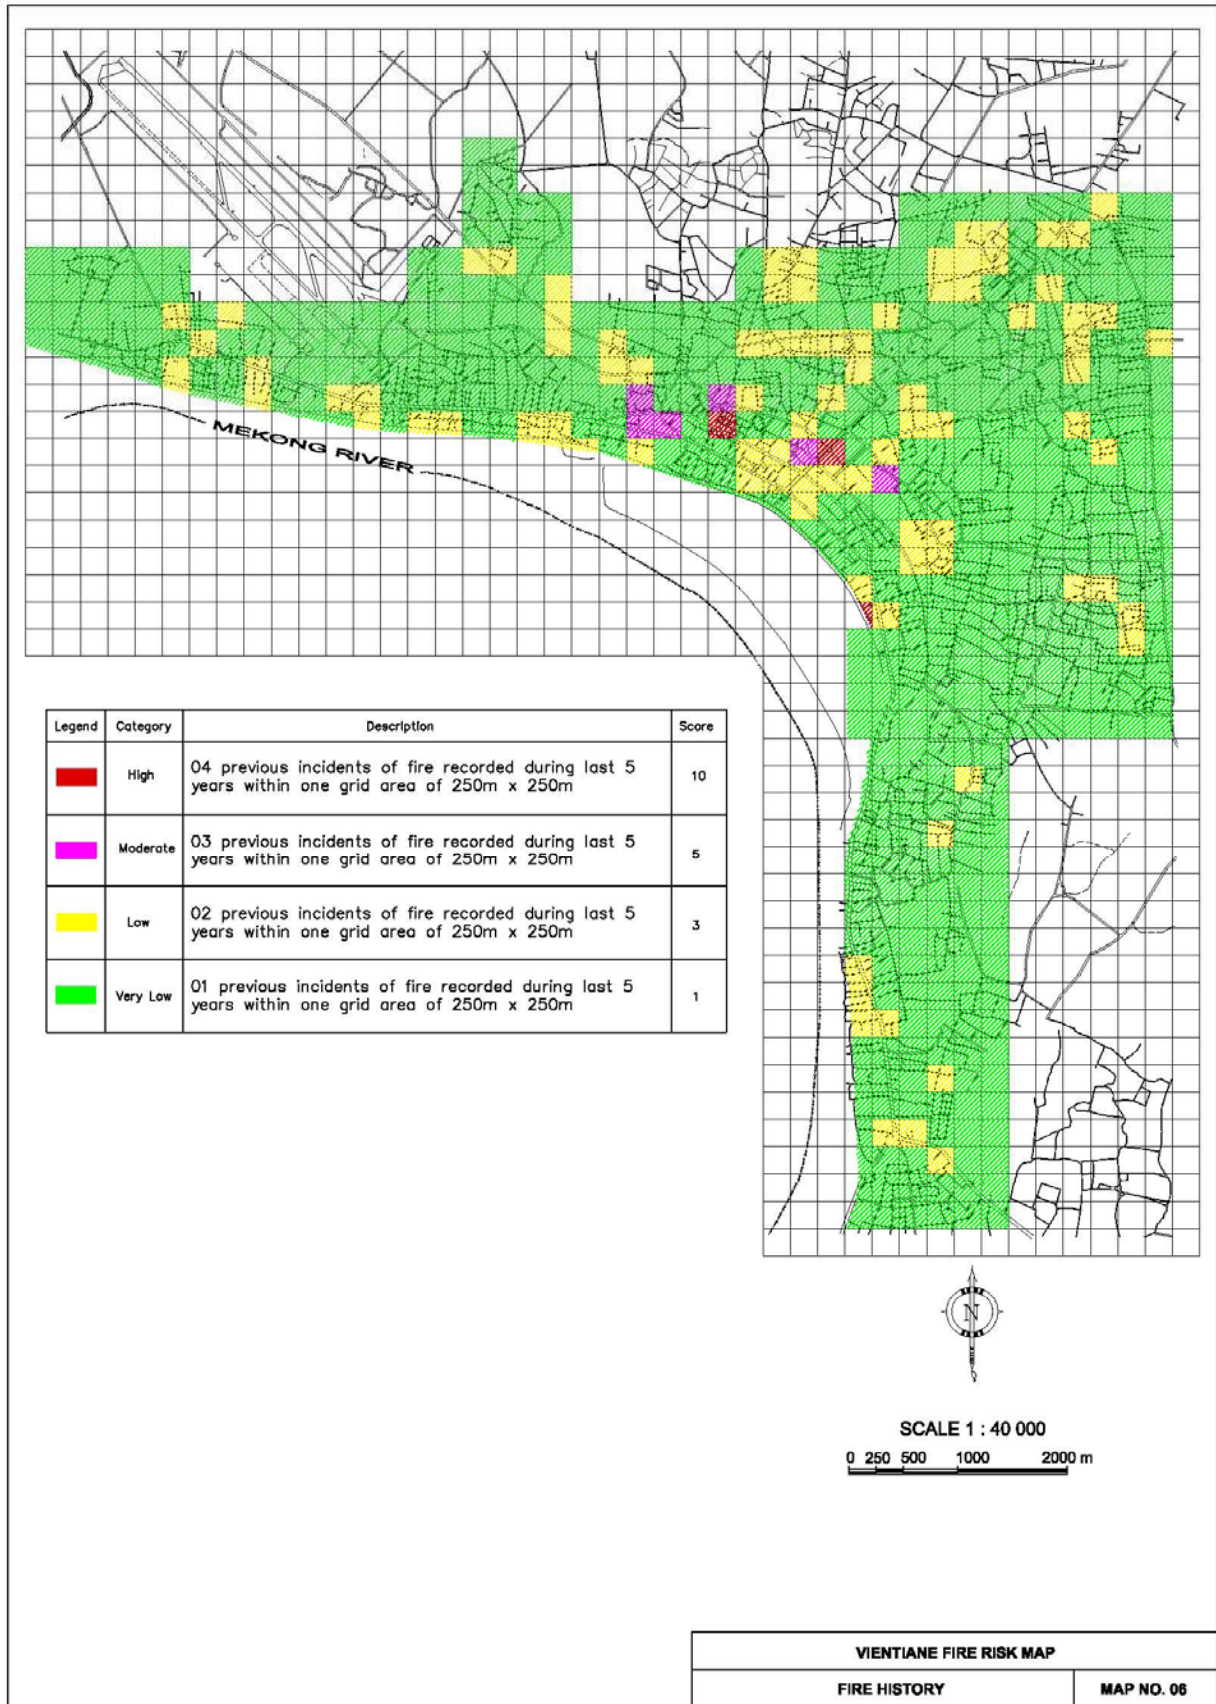 MEKONG RIVER
Legend Category Description Score
High 04 previous incidents of fire recorded during last 5 years within one grid area of 250m x 250m 10
Moderate 03 previous incidents of fire recorded during last 5 years within one grid area of 250m x 250m 5
Low 02 previous incidents of fire recorded during last 5 years within one grid area of 250m x 250m 3
Very Low 01 previous incidents of fire recorded during last 5 years within one grid area of 250m x 250m 1
N
SCALE 1 : 40 000
0 250 500 1000 2000 m
VIENTIANE FIRE RISK MAP
FIRE HISTORY MAP NO. 06